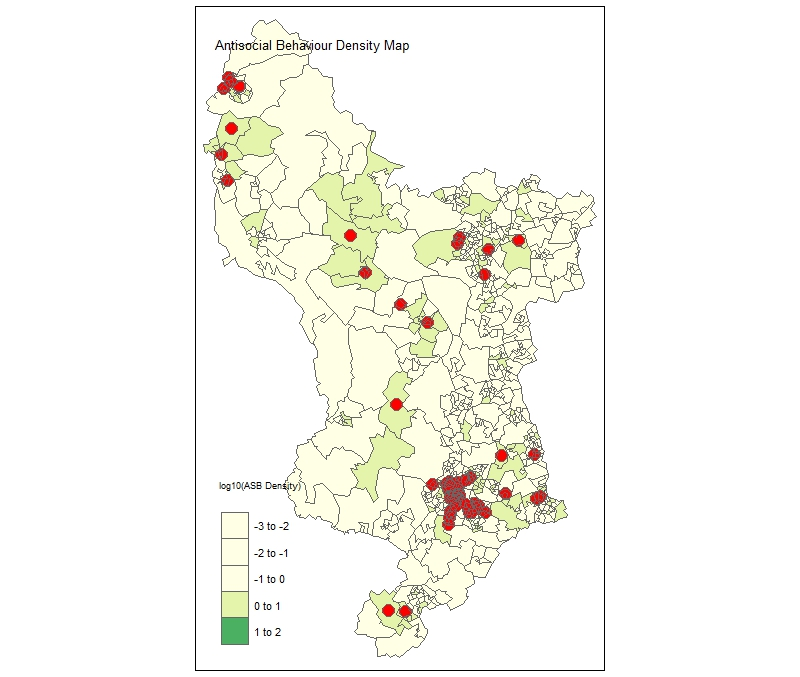 Antisocial Behaviour Density Map
log10(ASB Density)
-3 to -2
-2 to -1
-1 to 0
0 to 1
1 to 2